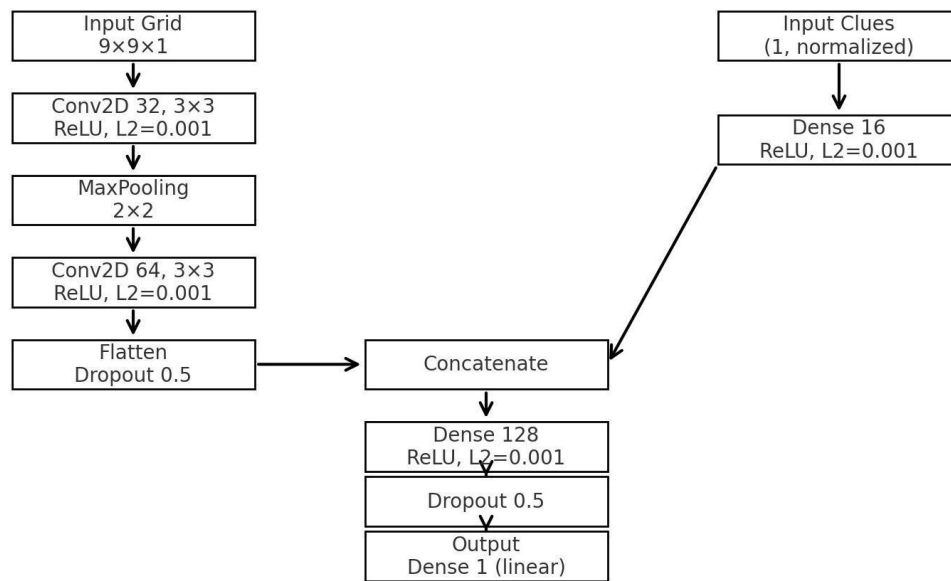 Input Grid
9×9×1
Conv2D 32, 3×3
ReLU, L2=0.001
MaxPooling
2×2
Conv2D 64, 3×3
ReLU, L2=0.001
Flatten
Dropout 0.5
Input Clues
(1, normalized)
Dense 16
ReLU, L2=0.001
Concatenate
Dense 128
ReLU, L2=0.001
Dropout 0.5
Output
Dense 1 (linear)